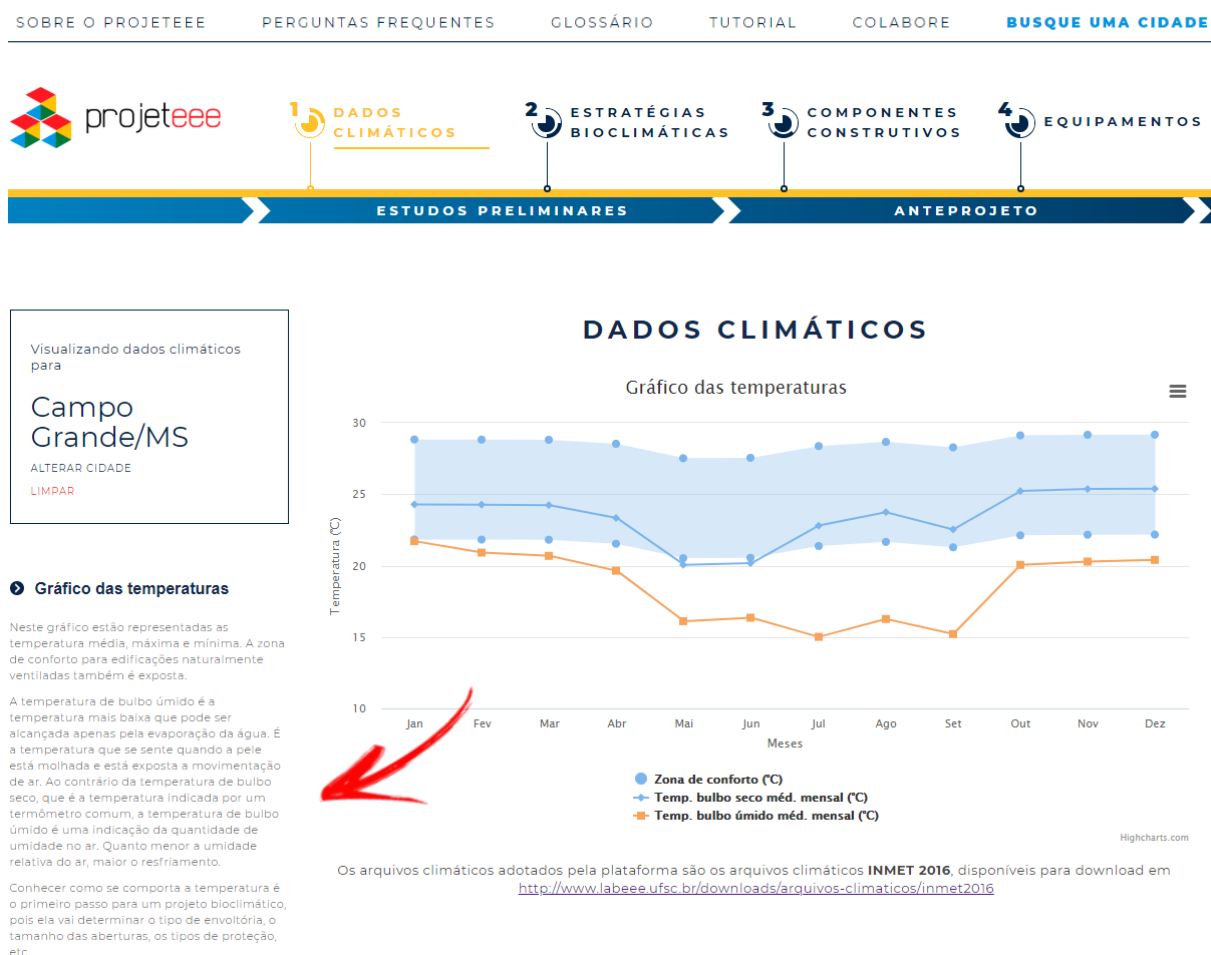 SOBRE O PROJETEEE
PERGUNTAS FREQUENTES
GLOSSÁRIO
TUTORIAL
COLABORE
BUSQUE UMA CIDADE
projeteee
1
DADOS
CLIMÁTICOS
2
ESTRATÉGIAS
BIOCLIMÁTICAS
3
COMPONENTES
CONSTRUTIVOS
4
EQUIPAMENTOS
ESTUDOS PRELIMINARES
ANTEPROJETO
Visualizando dados climáticos
para
Campo
Grande/MS
ALTERAR CIDADE
LIMPAR
Gráfico das temperaturas
Neste gráfico estão representadas as
temperatura média, máxima e mínima. A zona
de conforto para edificações naturalmente
ventiladas também é exposta.
A temperatura de bulbo úmido é a
temperatura mais baixa que pode ser
alcançada apenas pela evaporação da água. É
a temperatura que se sente quando a pele
está molhada e está exposta a movimentação
de ar. Ao contrário da temperatura de bulbo
seco, que é a temperatura indicada por um
termômetro comum, a temperatura de bulbo
úmido é uma indicação da quantidade de
umidade no ar. Quanto menor a umidade
relativa do ar, maior o resfriamento.
Conhecer como se comporta a temperatura é
o primeiro passo para um projeto bioclimático,
pois ela vai determinar o tipo de envoltória, o
tamanho das aberturas, os tipos de proteção,
etc
DADOS CLIMÁTICOS
Gráfico das temperaturas
Temperatura (°C)
30
25
20
15
10
Jan Fev Mar Abr Mai Jun Jul Ago Set Out Nov Dez
Meses
Zona de conforto (°C)
Temp. bulbo seco méd. mensal (°C)
Temp. bulbo úmido méd. mensal (°C)
Highcharts.com
Os arquivos climáticos adotados pela plataforma são os arquivos climáticos INMET 2016, disponíveis para download em
http://www.labeee.ufsc.br/downloads/arquivos-climaticos/inmet2016